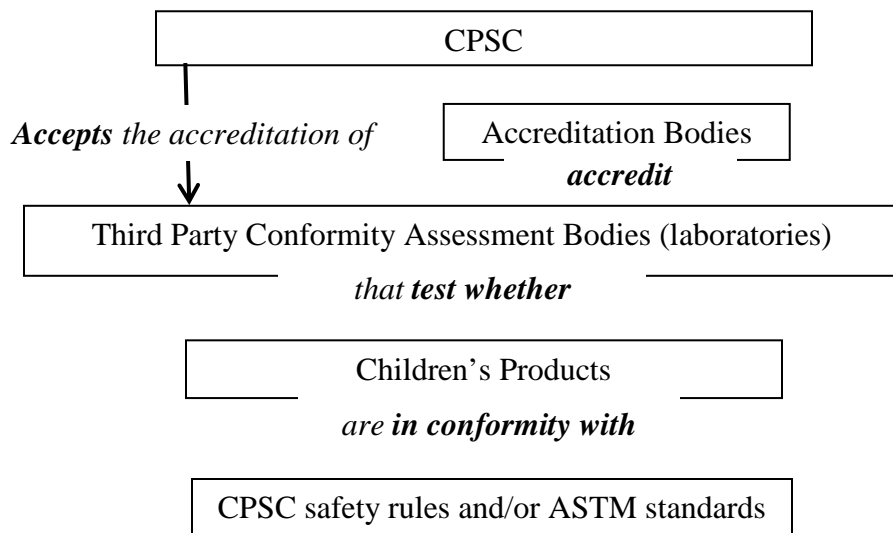 CPSC
Accepts the accreditation of
Accreditation Bodies
accredit
Third Party Conformity Assessment Bodies (laboratories)
that test whether
Children’s Products
are in conformity with
CPSC safety rules and/or ASTM standards